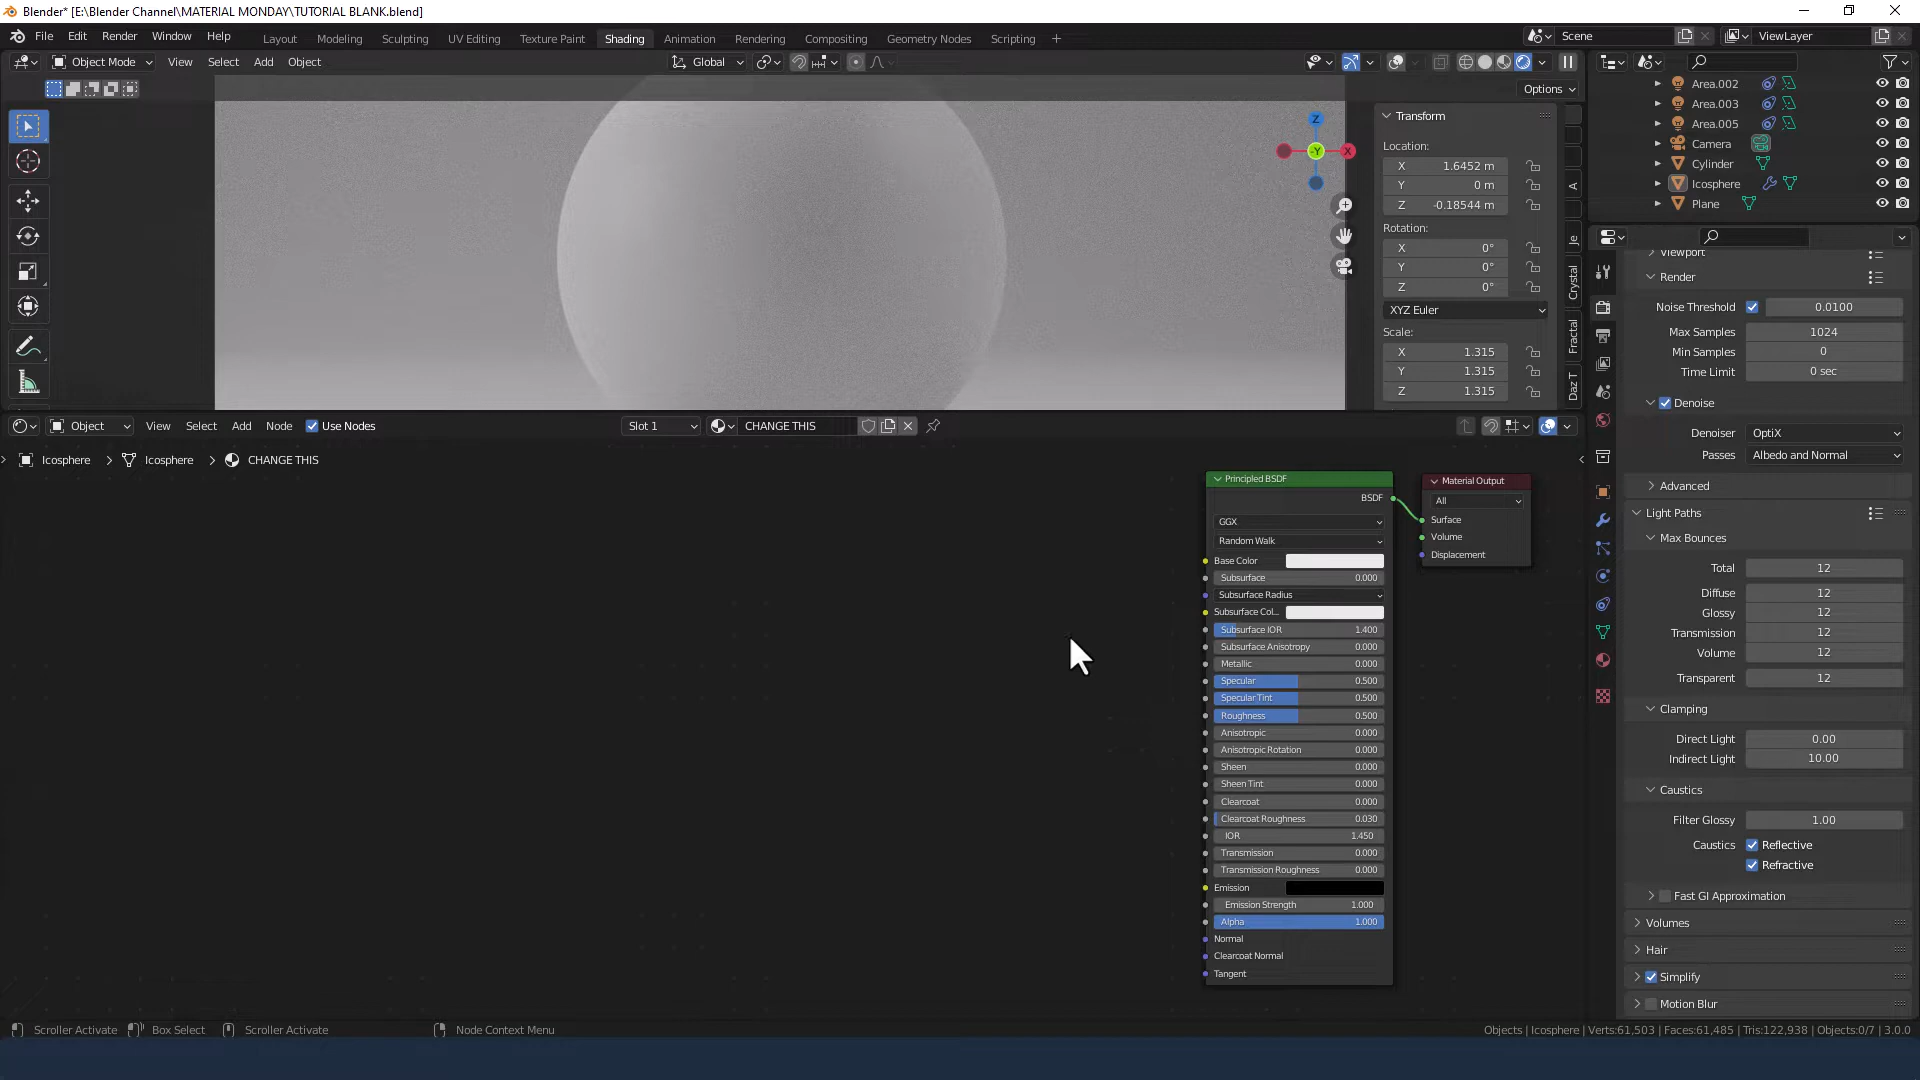 Blender* [E:\Blender Channel\MATERIAL MONDAY\TUTORIAL BLANK.blend]
File Edit Render Window Help
Layout Modeling Sculpting UV Editing Texture Paint Shading Animation Rendering Compositing Geometry Nodes Scripting
Scene
ViewLayer
Object Mode View Select Add Object
Global
Options
Area.002
Area.003
Area.005
Camera
Cylinder
Icosphere
Plane
Z
-Y
X
Transform
Location:
X 1.6452 m
Y 0 m
Z -0.18544 m
Rotation:
X 0°
Y 0°
Z 0°
XYZ Euler
Scale:
X 1.315
Y 1.315
Z 1.315
A
Je
Crystal
Fractal
Daz T
Object View Select Add Node Use Nodes
Slot 1
CHANGE THIS
Icosphere Icosphere CHANGE THIS
Principled BSDF
BSDF
GGX
Random Walk
Base Color
Subsurface 0.000
Subsurface Radius
Subsurface Col...
Subsurface IOR 1.400
Subsurface Anisotropy 0.000
Metallic 0.000
Specular 0.500
Specular Tint 0.500
Roughness 0.500
Anisotropic 0.000
Anisotropic Rotation 0.000
Sheen 0.000
Sheen Tint 0.000
Clearcoat 0.000
Clearcoat Roughness 0.030
IOR 1.450
Transmission 0.000
Transmission Roughness 0.000
Emission
Emission Strength 1.000
Alpha 1.000
Normal
Clearcoat Normal
Tangent
Material Output
All
Surface
Volume
Displacement
Viewport
Render
Noise Threshold 0.0100
Max Samples 1024
Min Samples 0
Time Limit 0 sec
Denoise
Denoiser OptiX
Passes Albedo and Normal
Advanced
Light Paths
Max Bounces
Total 12
Diffuse 12
Glossy 12
Transmission 12
Volume 12
Transparent 12
Clamping
Direct Light 0.00
Indirect Light 10.00
Caustics
Filter Glossy 1.00
Caustics Reflective
Refractive
Fast GI Approximation
Volumes
Hair
Simplify
Motion Blur
Scroller Activate Box Select Scroller Activate Node Context Menu
Objects | Icosphere | Verts:61,503 | Faces:61,485 | Tris:122,938 | Objects:0/7 | 3.0.0